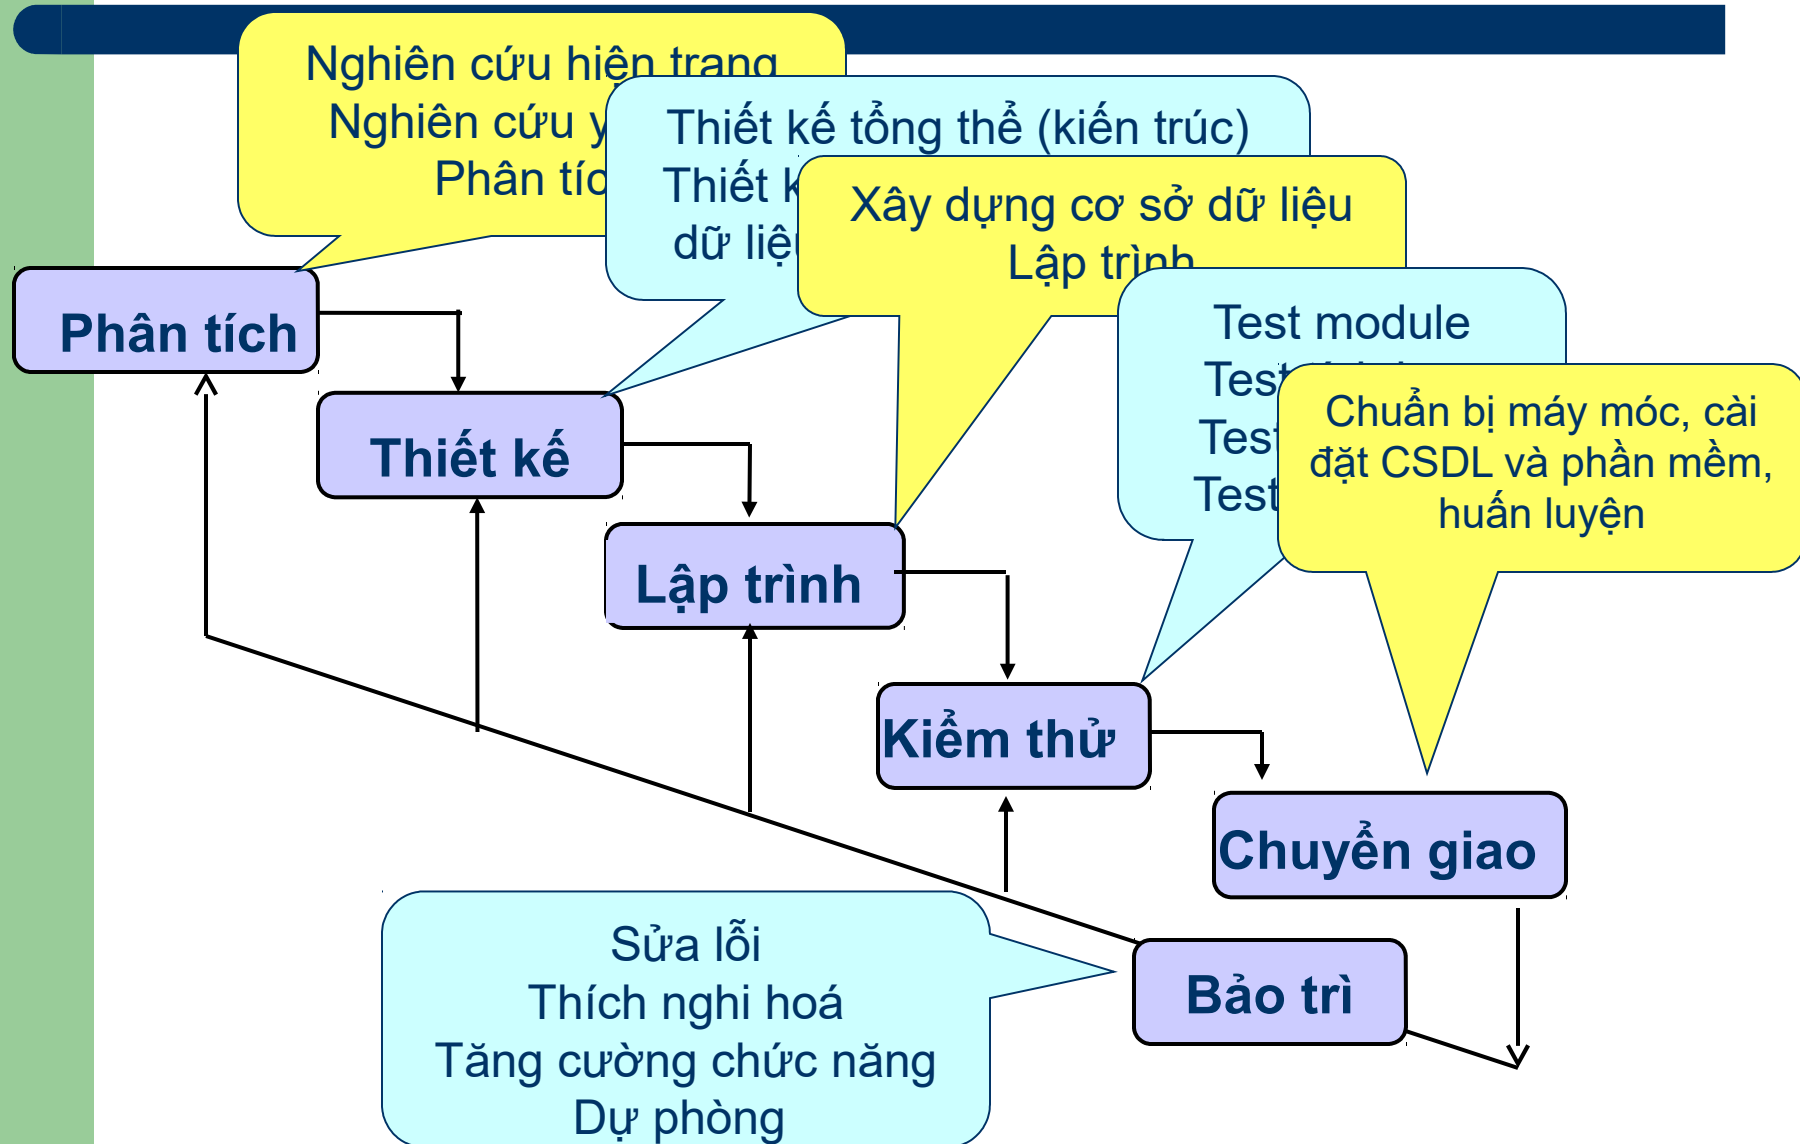 Nghiên cứu hiện trạng
Nghiên cứu
Phân
Thiết kế tổng thể (kiến trúc)
Thiết
dữ liệu
Xây dựng cơ sở dữ liệu
Lập trình
Test module
Test
Test
Test
Chuẩn bị máy móc, cài
đặt CSDL và phần mềm,
huấn luyện
Phân tích
Thiết kế
Lập trình
Kiểm thử
Chuyển giao
Bảo trì
Sửa lỗi
Thích nghi hoá
Tăng cường chức năng
Dự phòng